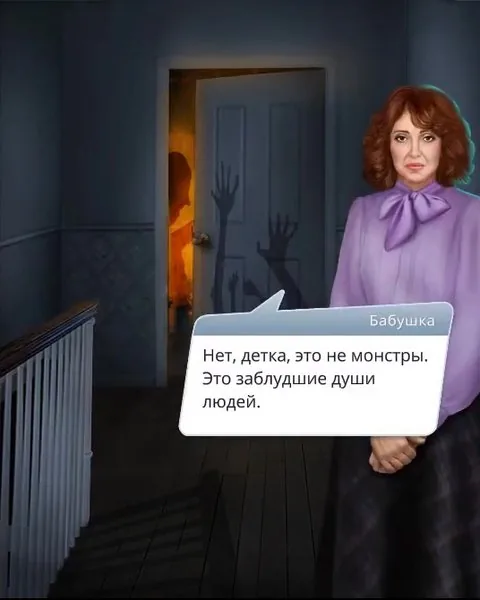 Бабушка
Нет, детка, это не монстры.
Это заблудшие души
людей.